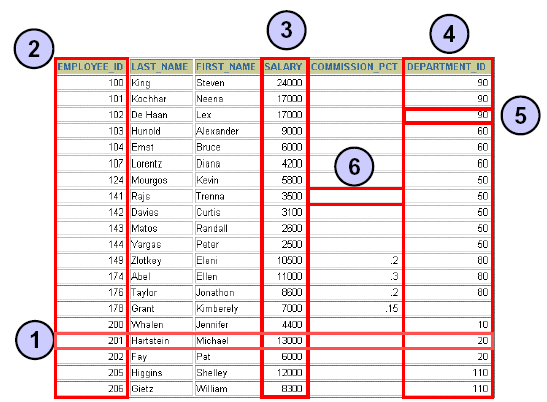 3
4
2
EMPLOYEE_ID LAST_NAME FIRST_NAME SALARY COMMISSION_PCT DEPARTMENT_ID
100 King Steven 24000 90
101 Kochhar Neena 17000 90
102 De Haan Lex 17000 90
5
103 Hunold Alexander 9000 60
104 Ernst Bruce 6000 60
107 Lorentz Diana 4200 60
6
124 Mourgos Kevin 5800 50
141 Rajs Trenna 3500 50
142 Davies Curtis 3100 50
143 Matos Randall 2600 50
144 Vargas Peter 2500 50
149 Zlotkey Eleni 10500 .2 80
174 Abel Ellen 11000 .3 80
176 Taylor Jonathon 8600 .2 80
178 Grant Kimberely 7000 .15
200 Whalen Jennifer 4400 10
1
201 Hartstein Michael 13000 20
202 Fay Pat 6000 20
205 Higgins Shelley 12000 110
206 Gietz William 8300 110